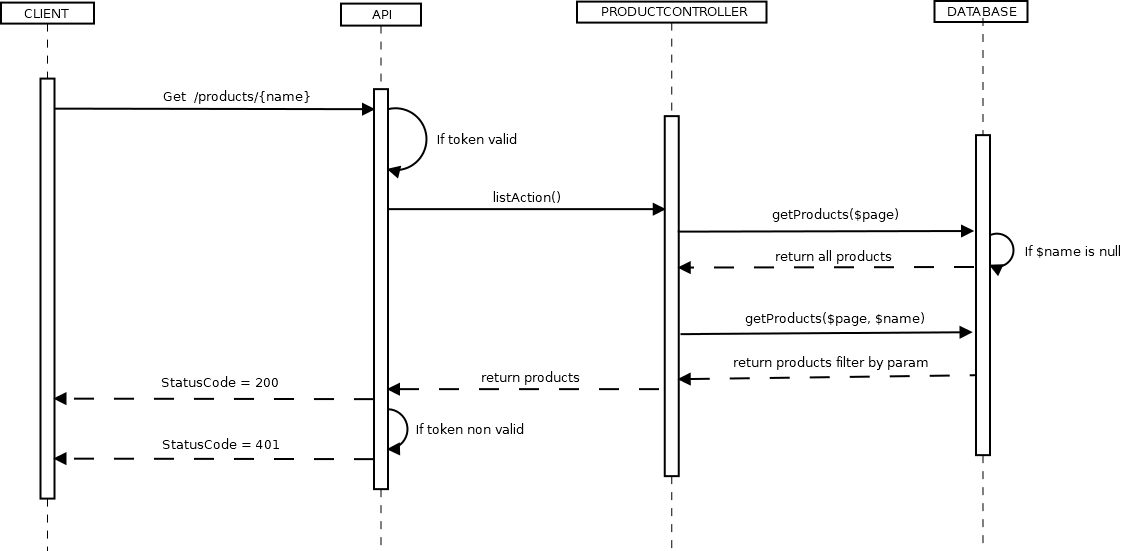 CLIENT
API
PRODUCTCONTROLLER
DATABASE
Get /products/{name}
If token valid
listAction()
getProducts($page)
If $name is null
return all products
getProducts($page, $name)
return products filter by param
return products
StatusCode = 200
If token non valid
StatusCode = 401